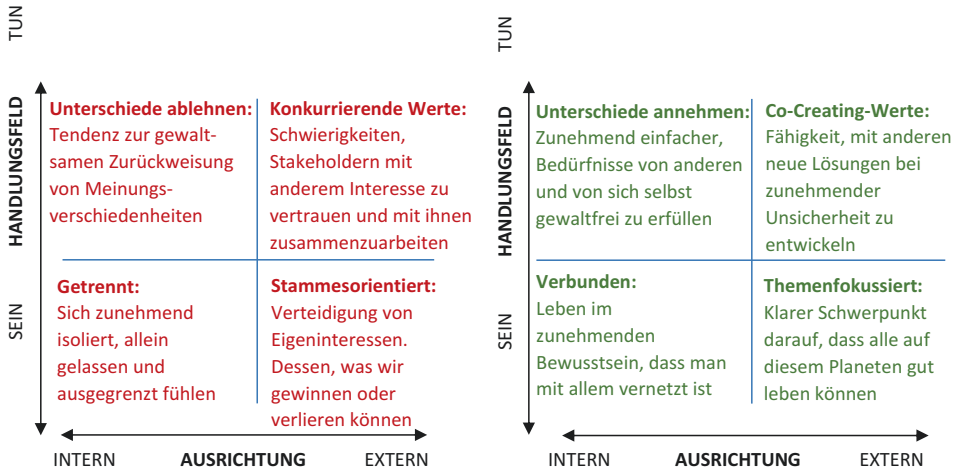 TUN
HANDLUNGSFELD
SEIN
Unterschiede ablehnen:
Tendenz zur gewalt-
samen Zurückweisung
von Meinungs-
verschiedenheiten
Konkurrierende Werte:
Schwierigkeiten,
Stakeholdern mit
anderem Interesse zu
vertrauen und mit ihnen
zusammenzuarbeiten
Getrennt:
Sich zunehmend
isoliert, allein
gelassen und
ausgegrenzt fühlen
Stammesorientiert:
Verteidigung von
Eigeninteressen.
Dessen, was wir
gewinnen oder
verlieren können
INTERN AUSRICHTUNG EXTERN
TUN
HANDLUNGSFELD
SEIN
Unterschiede annehmen:
Zunehmend einfacher,
Bedürfnisse von anderen
und von sich selbst
gewaltfrei zu erfüllen
Co-Creating-Werte:
Fähigkeit, mit anderen
neue Lösungen bei
zunehmender
Unsicherheit zu
entwickeln
Verbunden:
Leben im
zunehmenden
Bewusstsein, dass man
mit allem vernetzt ist
Themenfokussiert:
Klarer Schwerpunkt
darauf, dass alle auf
diesem Planeten gut
leben können
INTERN AUSRICHTUNG EXTERN